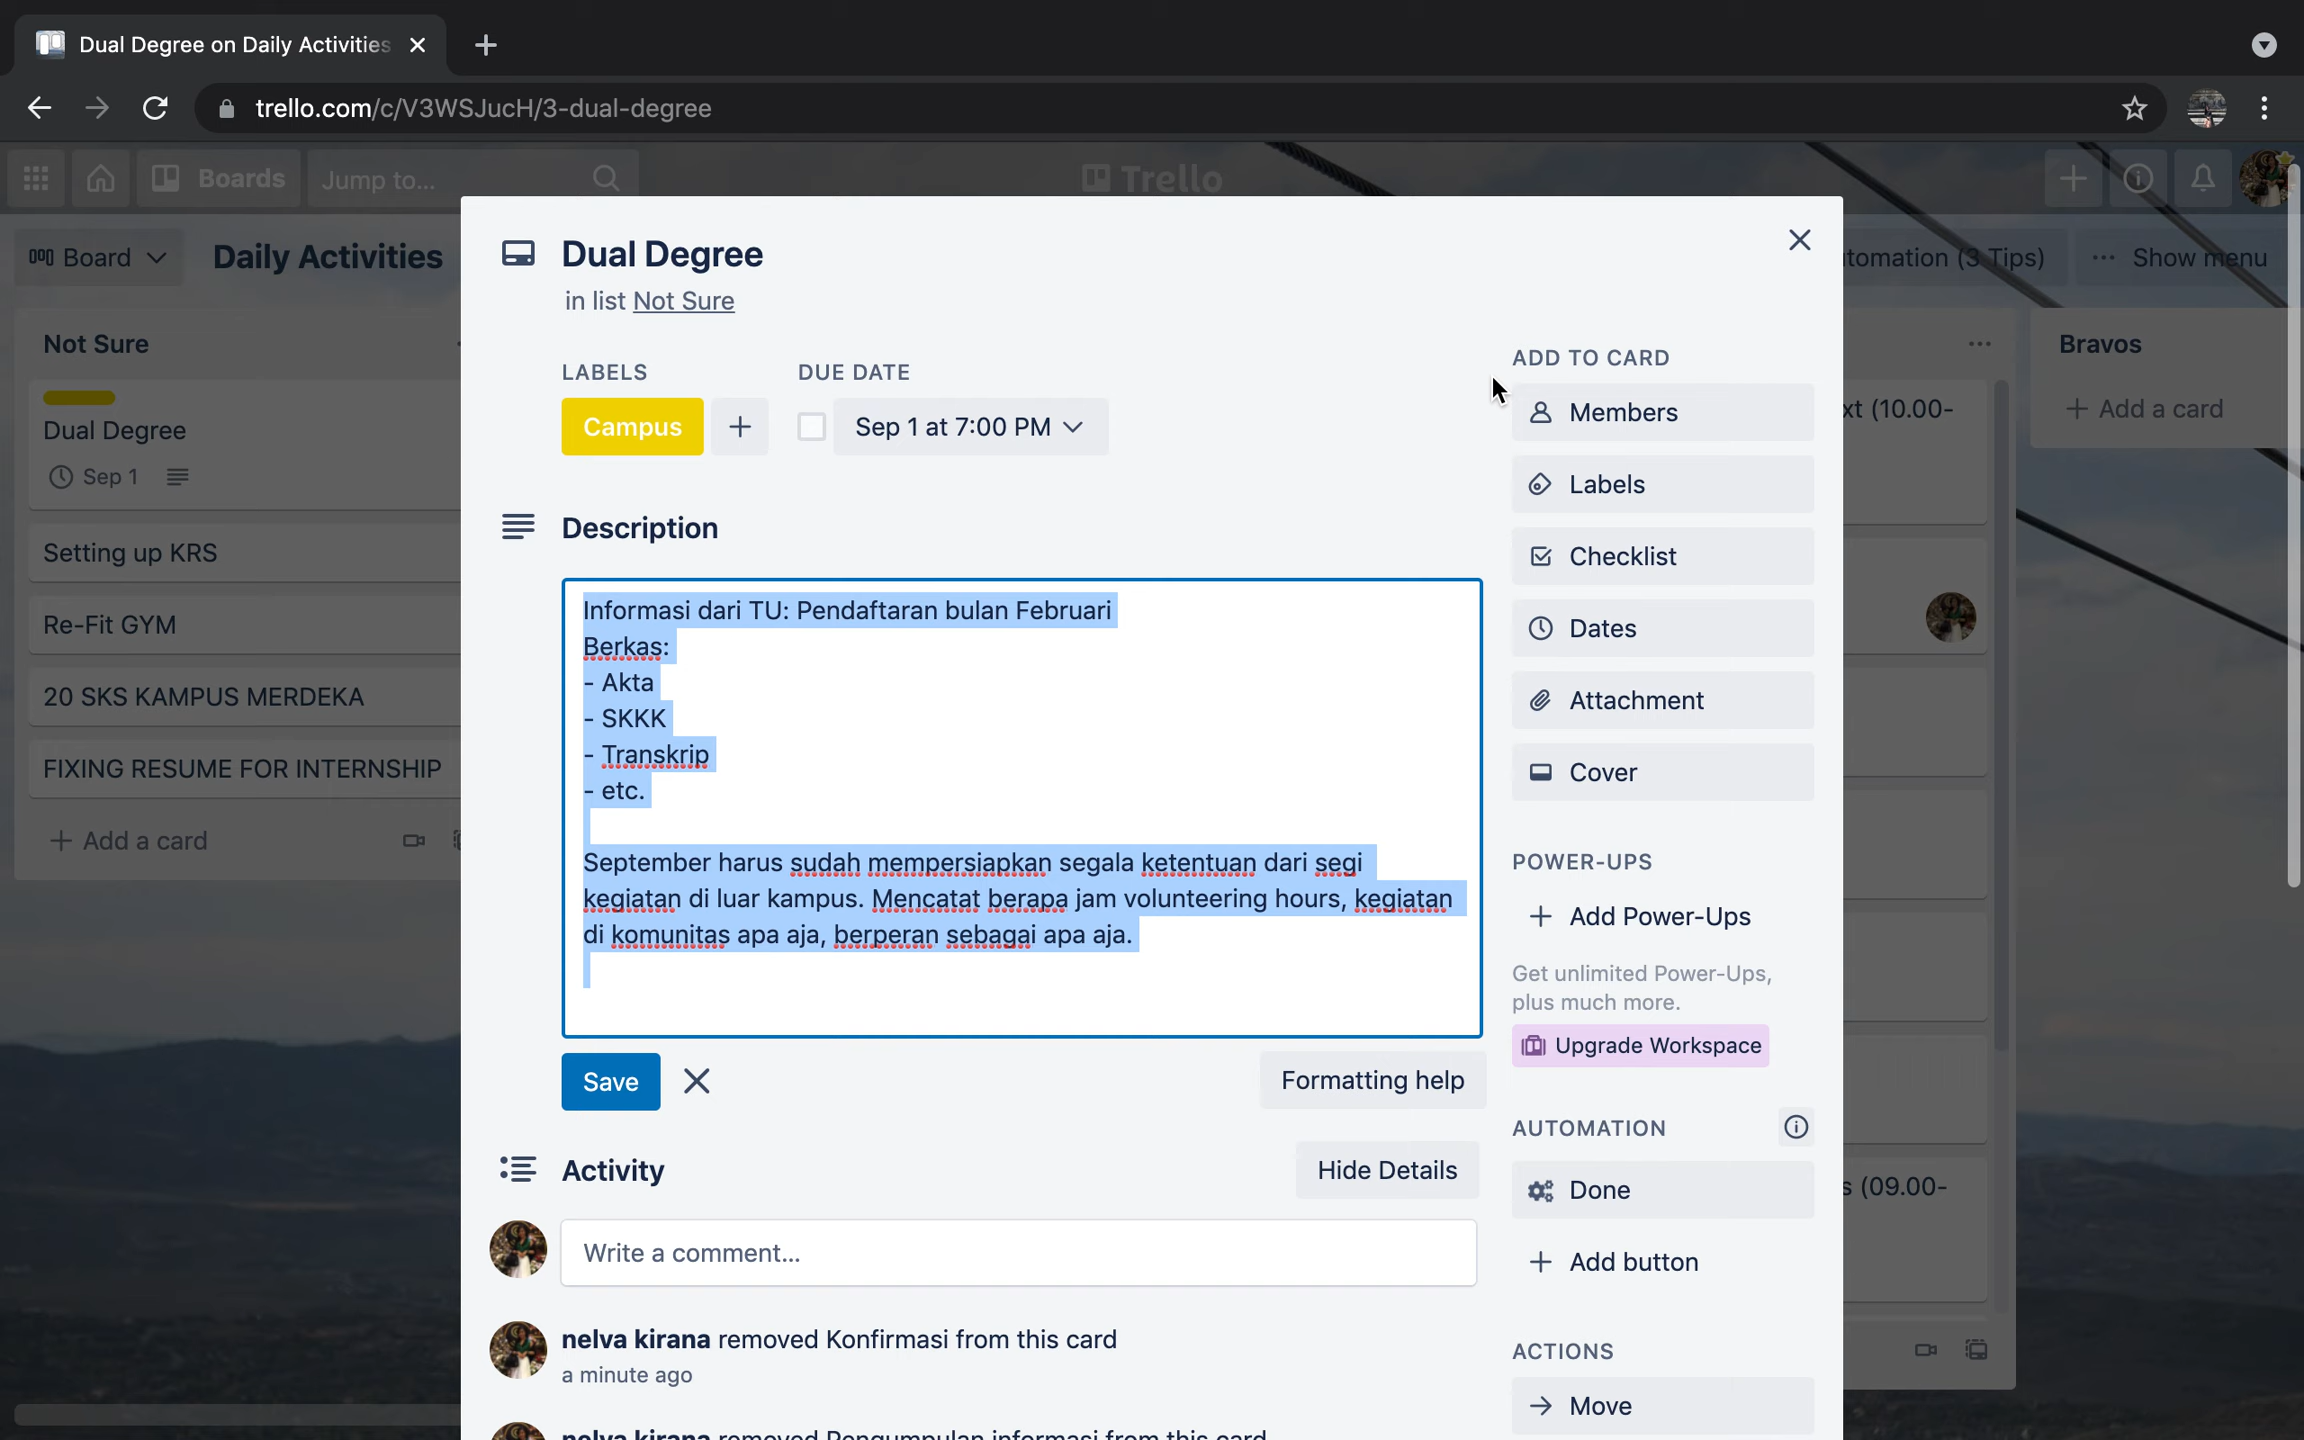 Dual Degree on Daily Activities
trello.com/c/V3WSJucH/3-dual-degree
Boards
Jump to...
Trello
Board
Daily Activities
tomation (3 Tips)
Show menu
Not Sure
Dual Degree
Sep 1
Setting up KRS
Re-Fit GYM
20 SKS KAMPUS MERDEKA
FIXING RESUME FOR INTERNSHIP
+ Add a card
Dual Degree
in list Not Sure
LABELS
DUE DATE
Campus
Sep 1 at 7:00 PM
Description
Informasi dari TU: Pendaftaran bulan Februari
Berkas:
- Akta
- SKKK
- Transkrip
- etc.
September harus sudah mempersiapkan segala ketentuan dari segi
kegiatan di luar kampus. Mencatat berapa jam volunteering hours, kegiatan
di komunitas apa aja, berperan sebagai apa aja.
Save
Formatting help
Activity
Hide Details
Write a comment...
nelva kirana removed Konfirmasi from this card
a minute ago
nelva kirana removed Pengumpulan informasi from this card
ADD TO CARD
Members
Labels
Checklist
Dates
Attachment
Cover
POWER-UPS
+ Add Power-Ups
Get unlimited Power-Ups,
plus much more.
Upgrade Workspace
AUTOMATION
Done
+ Add button
ACTIONS
Move
xt (10.00-
s (09.00-
Bravos
+ Add a card